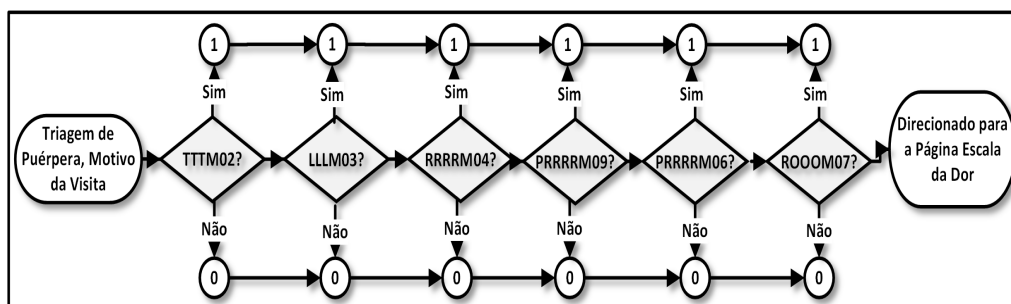 1 1 1 1 1 1
Sim Sim Sim Sim Sim Sim
Triagem de
Puérpera, Motivo
da Visita
TTTM02? LLLM03? RRRRM04? PRRRRM09? PRRRRM06? ROOOM07?
Direcionado para
a Página Escala
da Dor
Não Não Não Não Não Não
0 0 0 0 0 0